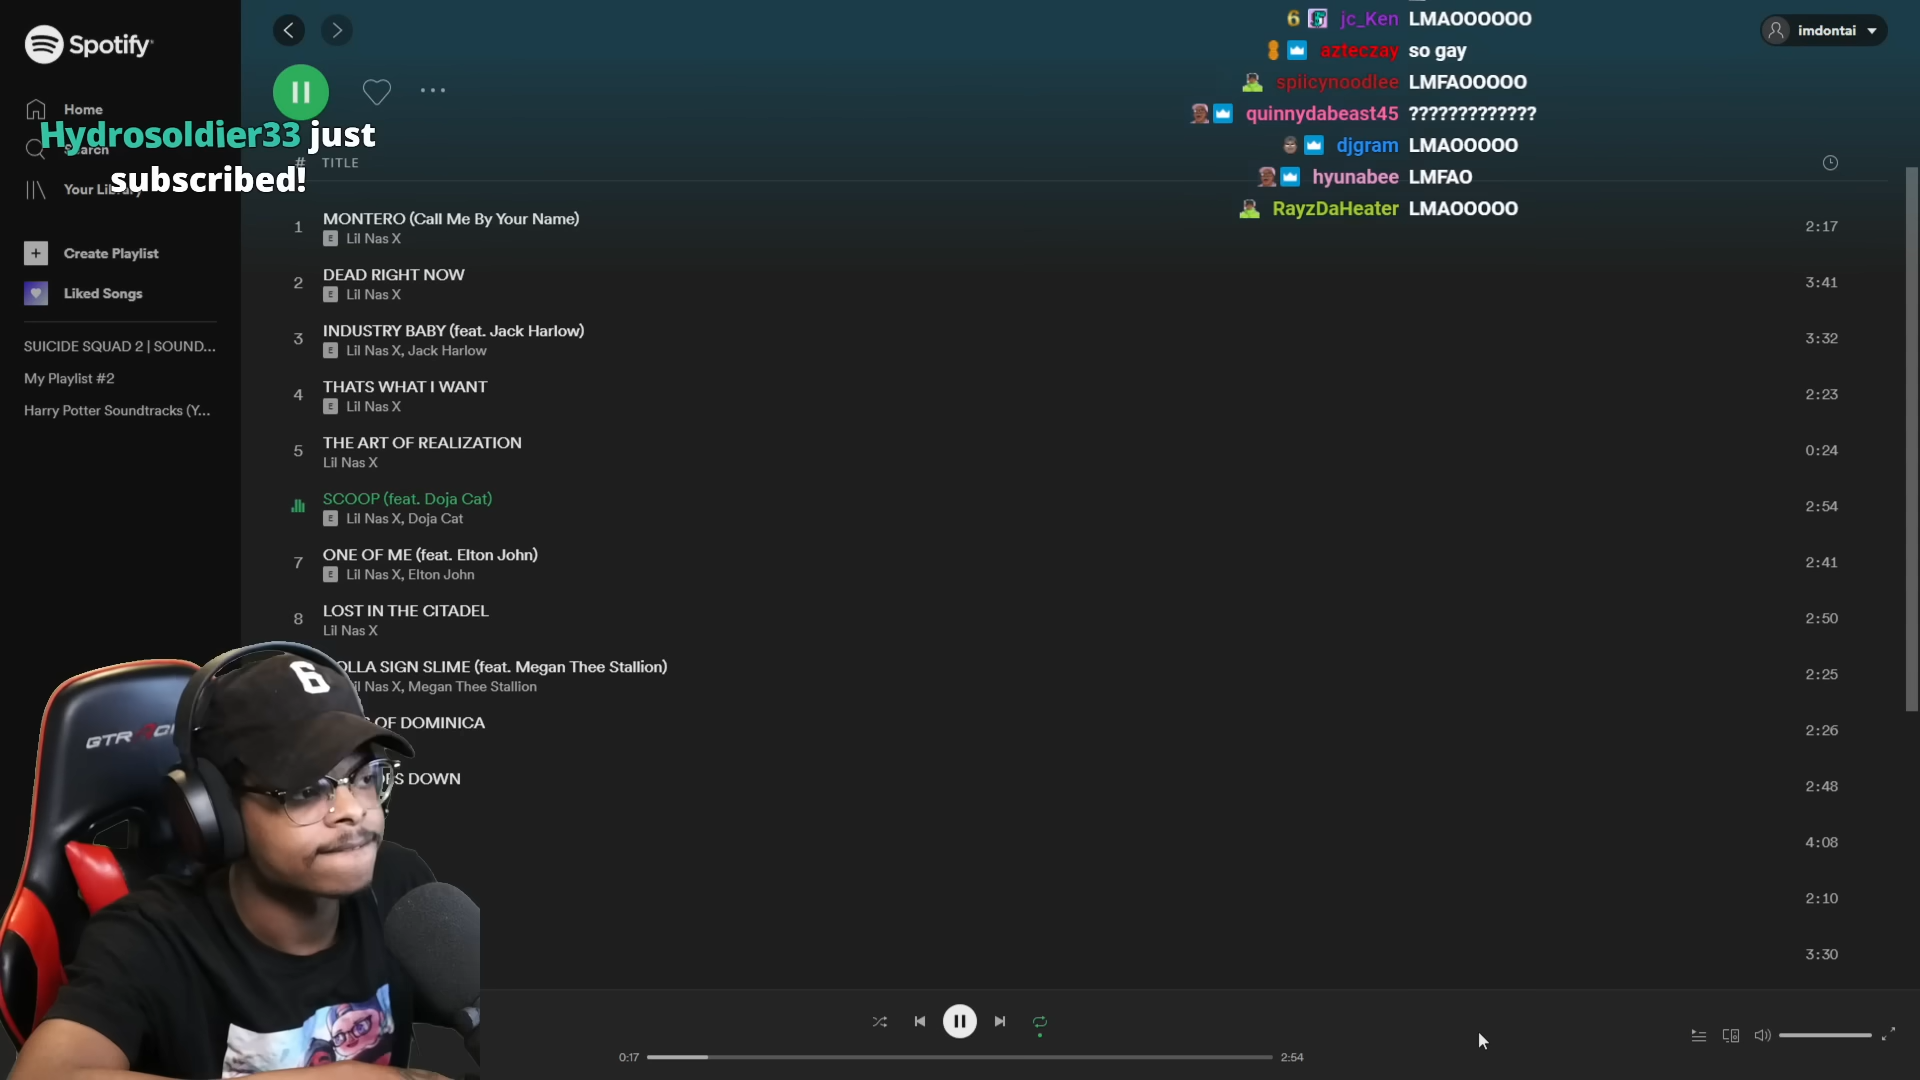 Spotify
Home
Search
Your Library
Create Playlist
Liked Songs
SUICIDE SQUAD 2 | SOUND...
My Playlist #2
Harry Potter Soundtracks (Y...
Hydrosoldier33 just
subscribed!
jc_Ken LMAOOOOOO
azteczay so gay
spiicynoodlee LMFAOOOOO
quinnydabeast45 ?????????????
djgram LMAOOOOO
hyunabee LMFAO
RayzDaHeater LMAOOOOO
imdontai
# TITLE
1 MONTERO (Call Me By Your Name) 2:17
E Lil Nas X
2 DEAD RIGHT NOW 3:41
E Lil Nas X
3 INDUSTRY BABY (feat. Jack Harlow) 3:32
E Lil Nas X, Jack Harlow
4 THATS WHAT I WANT 2:23
E Lil Nas X
5 THE ART OF REALIZATION 0:24
Lil Nas X
SCOOP (feat. Doja Cat) 2:54
E Lil Nas X, Doja Cat
7 ONE OF ME (feat. Elton John) 2:41
E Lil Nas X, Elton John
8 LOST IN THE CITADEL 2:50
Lil Nas X
OLLA SIGN SLIME (feat. Megan Thee Stallion) 2:25
Nas X, Megan Thee Stallion
OF DOMINICA 2:26
DOWN 2:48
4:08
2:10
3:30
6
0:17 2:54